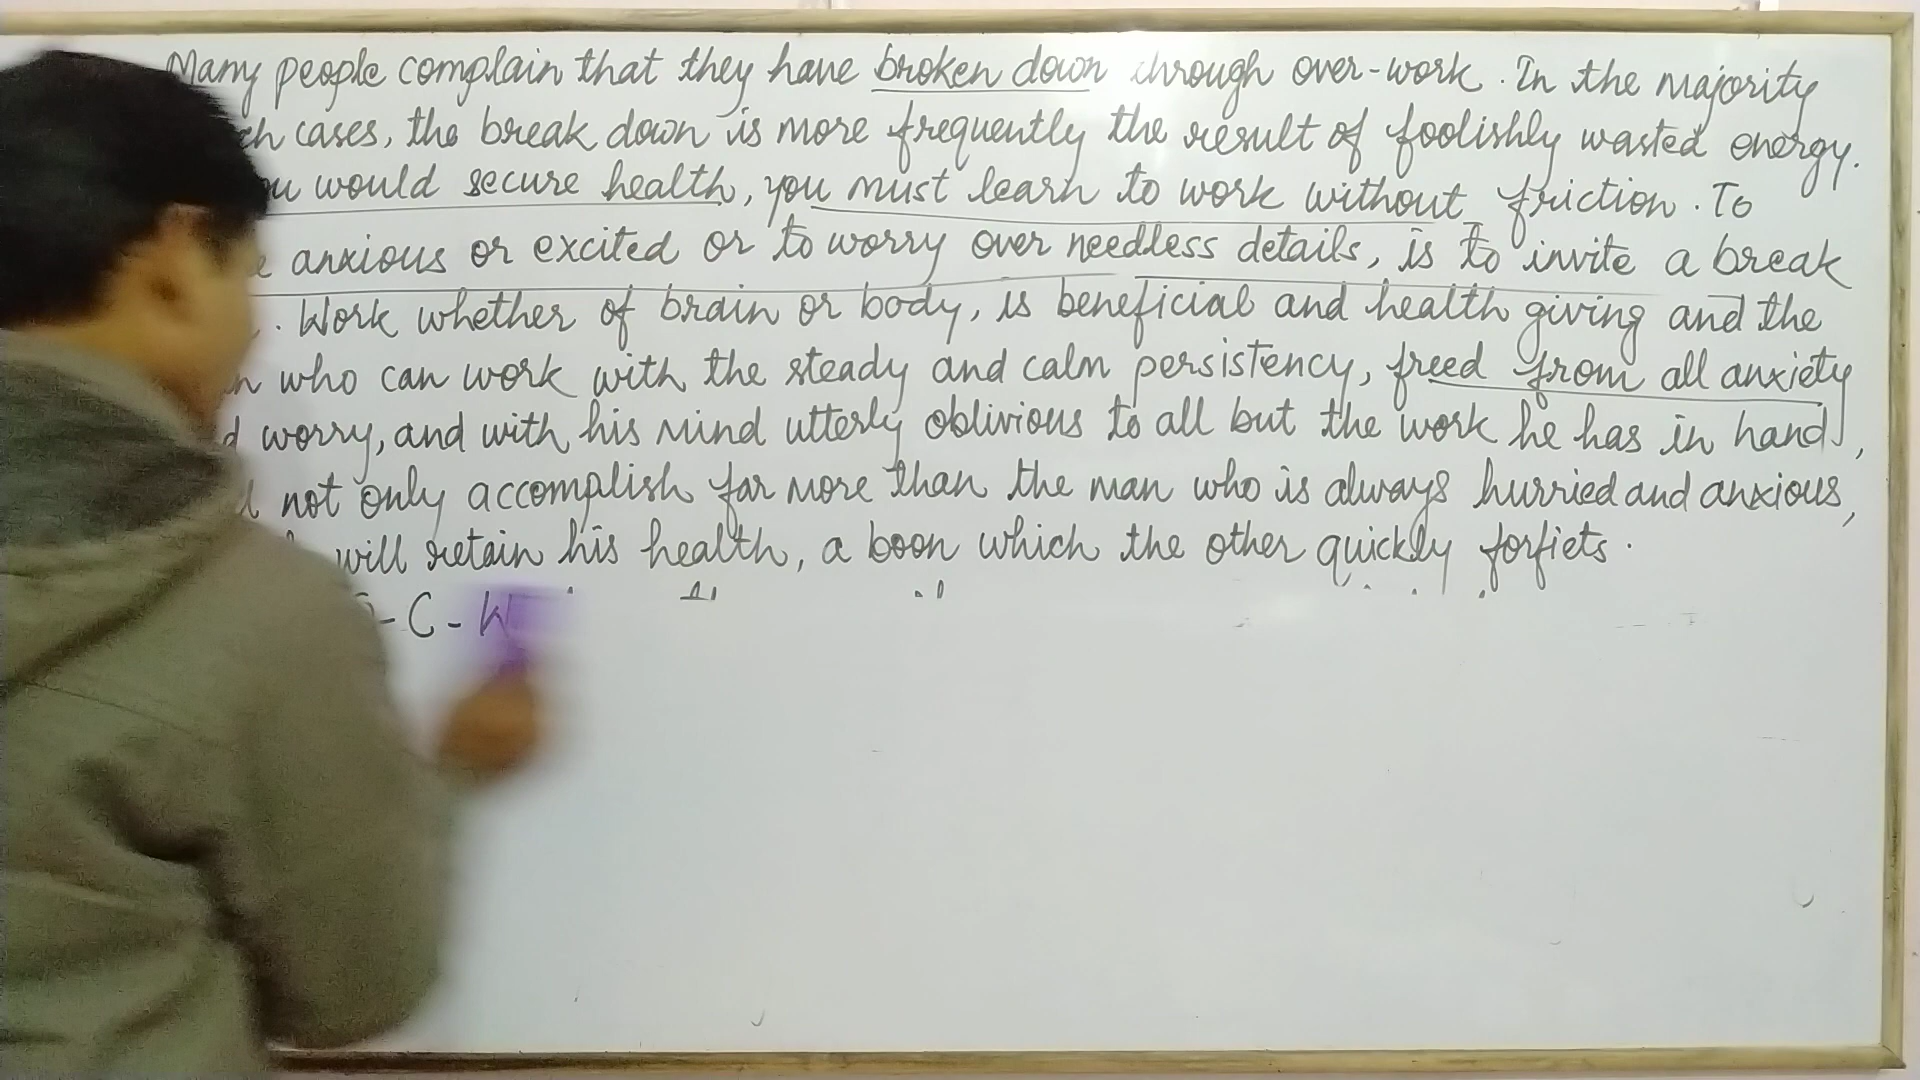 Many people complain that they have broken down through over-work. In the majority
cases, the break down is more frequently the result of foolishly wasted energy.
would secure health, you must learn to work without friction. To
anxious or excited or to worry over needless details, is to invite a break
. Work whether of brain or body, is beneficial and health giving and the
who can work with the steady and calm persistency, freed from all anxiety
worry, and with his mind utterly oblivious to all but the work he has in hand,
not only accomplish far more than the man who is always hurried and anxious,
will retain his health, a boon which the other quickly forfiets.
- C - W